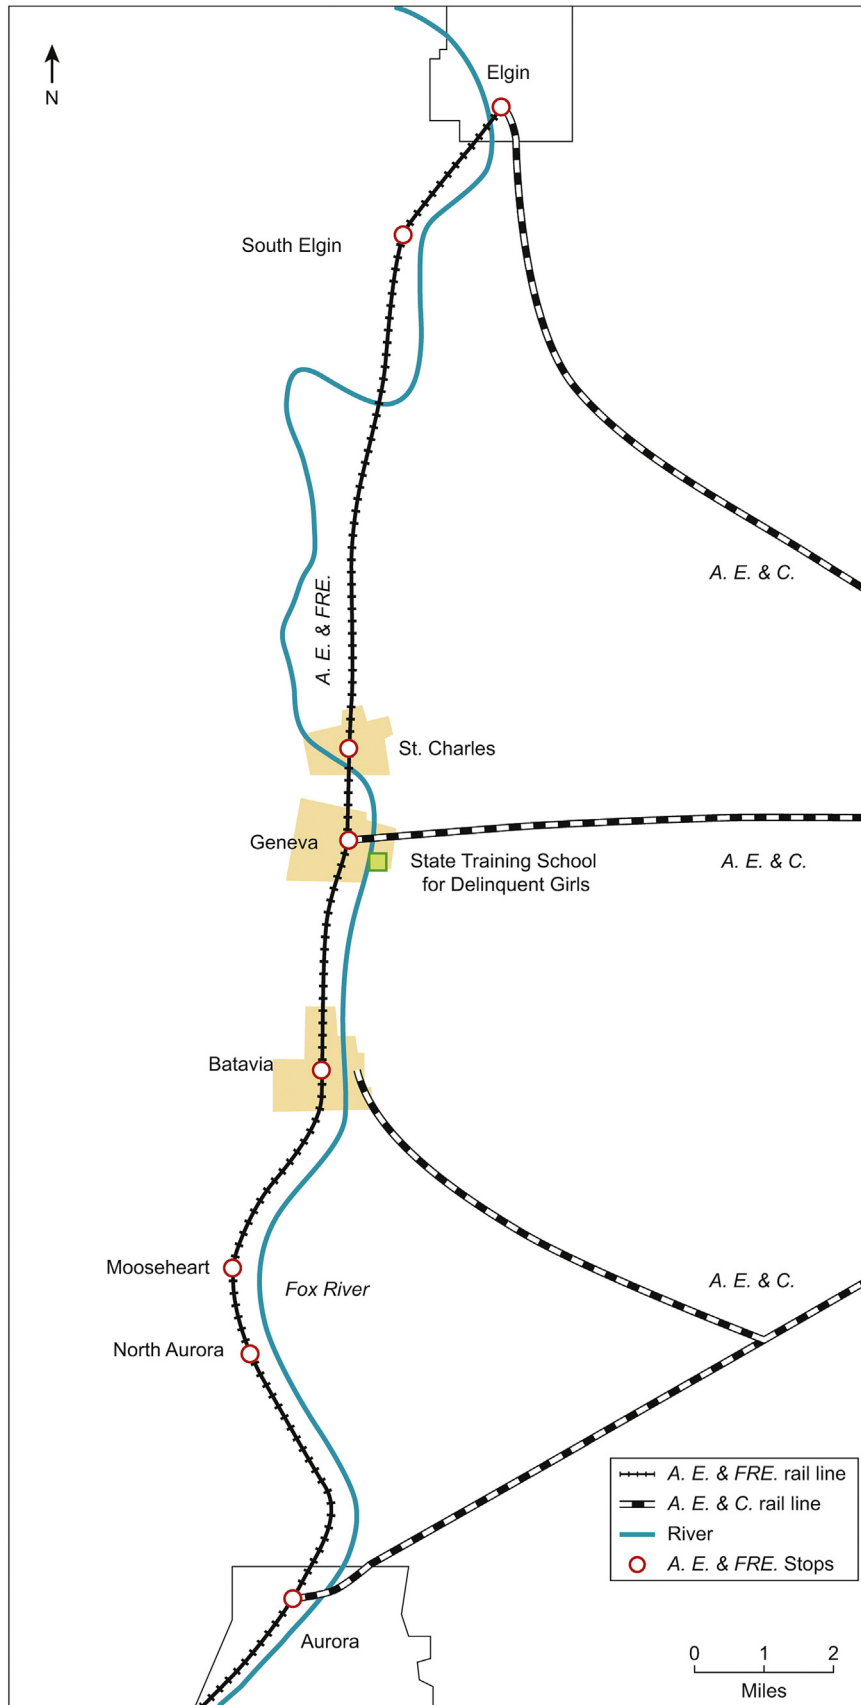 N
Elgin
South Elgin
A. E. & C.
A. E. & FRE.
St. Charles
Geneva
State Training School
for Delinquent Girls
A. E. & C.
Batavia
Mooseheart
Fox River
A. E. & C.
North Aurora
A. E. & FRE. rail line
A. E. & C. rail line
River
A. E. & FRE. Stops
Aurora
0 1 2
Miles